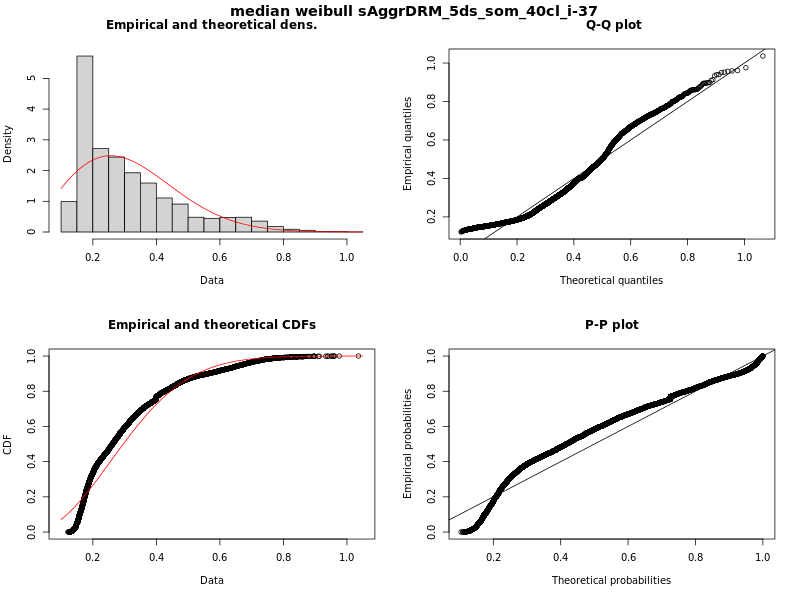 median weibull sAggrDRM_5ds_som_40cl_i-37
Empirical and theoretical dens.
Density
0 1 2 3 4 5
0.2 0.4 0.6 0.8 1.0
Data
Q-Q plot
Empirical quantiles
0.2 0.4 0.6 0.8 1.0
0.0 0.2 0.4 0.6 0.8 1.0
Theoretical quantiles
Empirical and theoretical CDFs
CDF
0.0 0.2 0.4 0.6 0.8 1.0
0.2 0.4 0.6 0.8 1.0
Data
P-P plot
Empirical probabilities
0.0 0.2 0.4 0.6 0.8 1.0
0.2 0.4 0.6 0.8 1.0
Theoretical probabilities